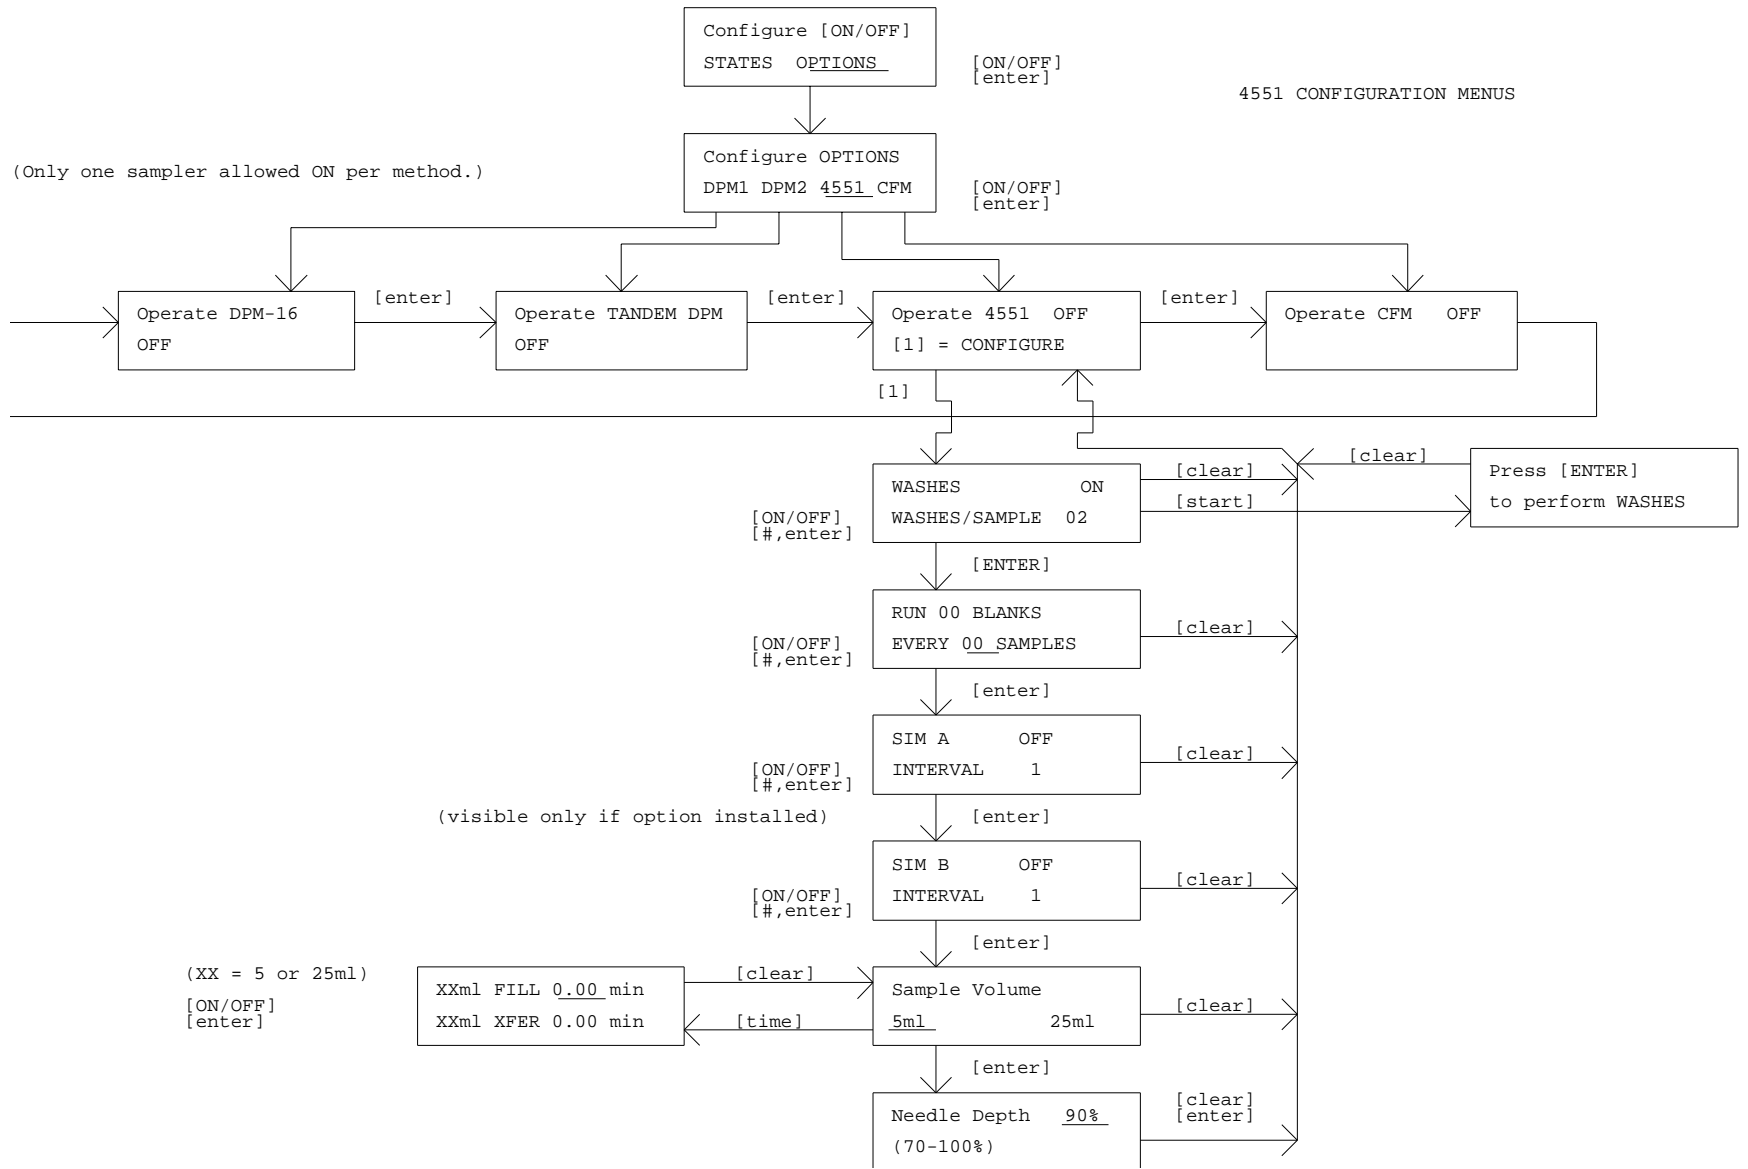 Configure [ON/OFF]
STATES OPTIONS
[ON/OFF]
[enter]
4551 CONFIGURATION MENUS
(Only one sampler allowed ON per method.)
Configure OPTIONS
DPM1 DPM2 4551 CFM
[ON/OFF]
[enter]
Operate DPM-16
OFF
[enter]
Operate TANDEM DPM
OFF
[enter]
Operate 4551 OFF
[1] = CONFIGURE
[enter]
Operate CFM OFF
[1]
WASHES ON
WASHES/SAMPLE 02
[ON/OFF]
[#,enter]
[clear]
[start]
[clear]
Press [ENTER]
to perform WASHES
[ENTER]
RUN 00 BLANKS
EVERY 00 SAMPLES
[ON/OFF]
[#,enter]
[clear]
[enter]
SIM A OFF
INTERVAL 1
[ON/OFF]
[#,enter]
[clear]
(visible only if option installed)
[enter]
SIM B OFF
INTERVAL 1
[ON/OFF]
[#,enter]
[clear]
[enter]
(XX = 5 or 25ml)
[ON/OFF]
[enter]
XXml FILL 0.00 min
XXml XFER 0.00 min
[clear]
[time]
Sample Volume
5ml 25ml
[clear]
[enter]
Needle Depth 90%
(70-100%)
[clear]
[enter]